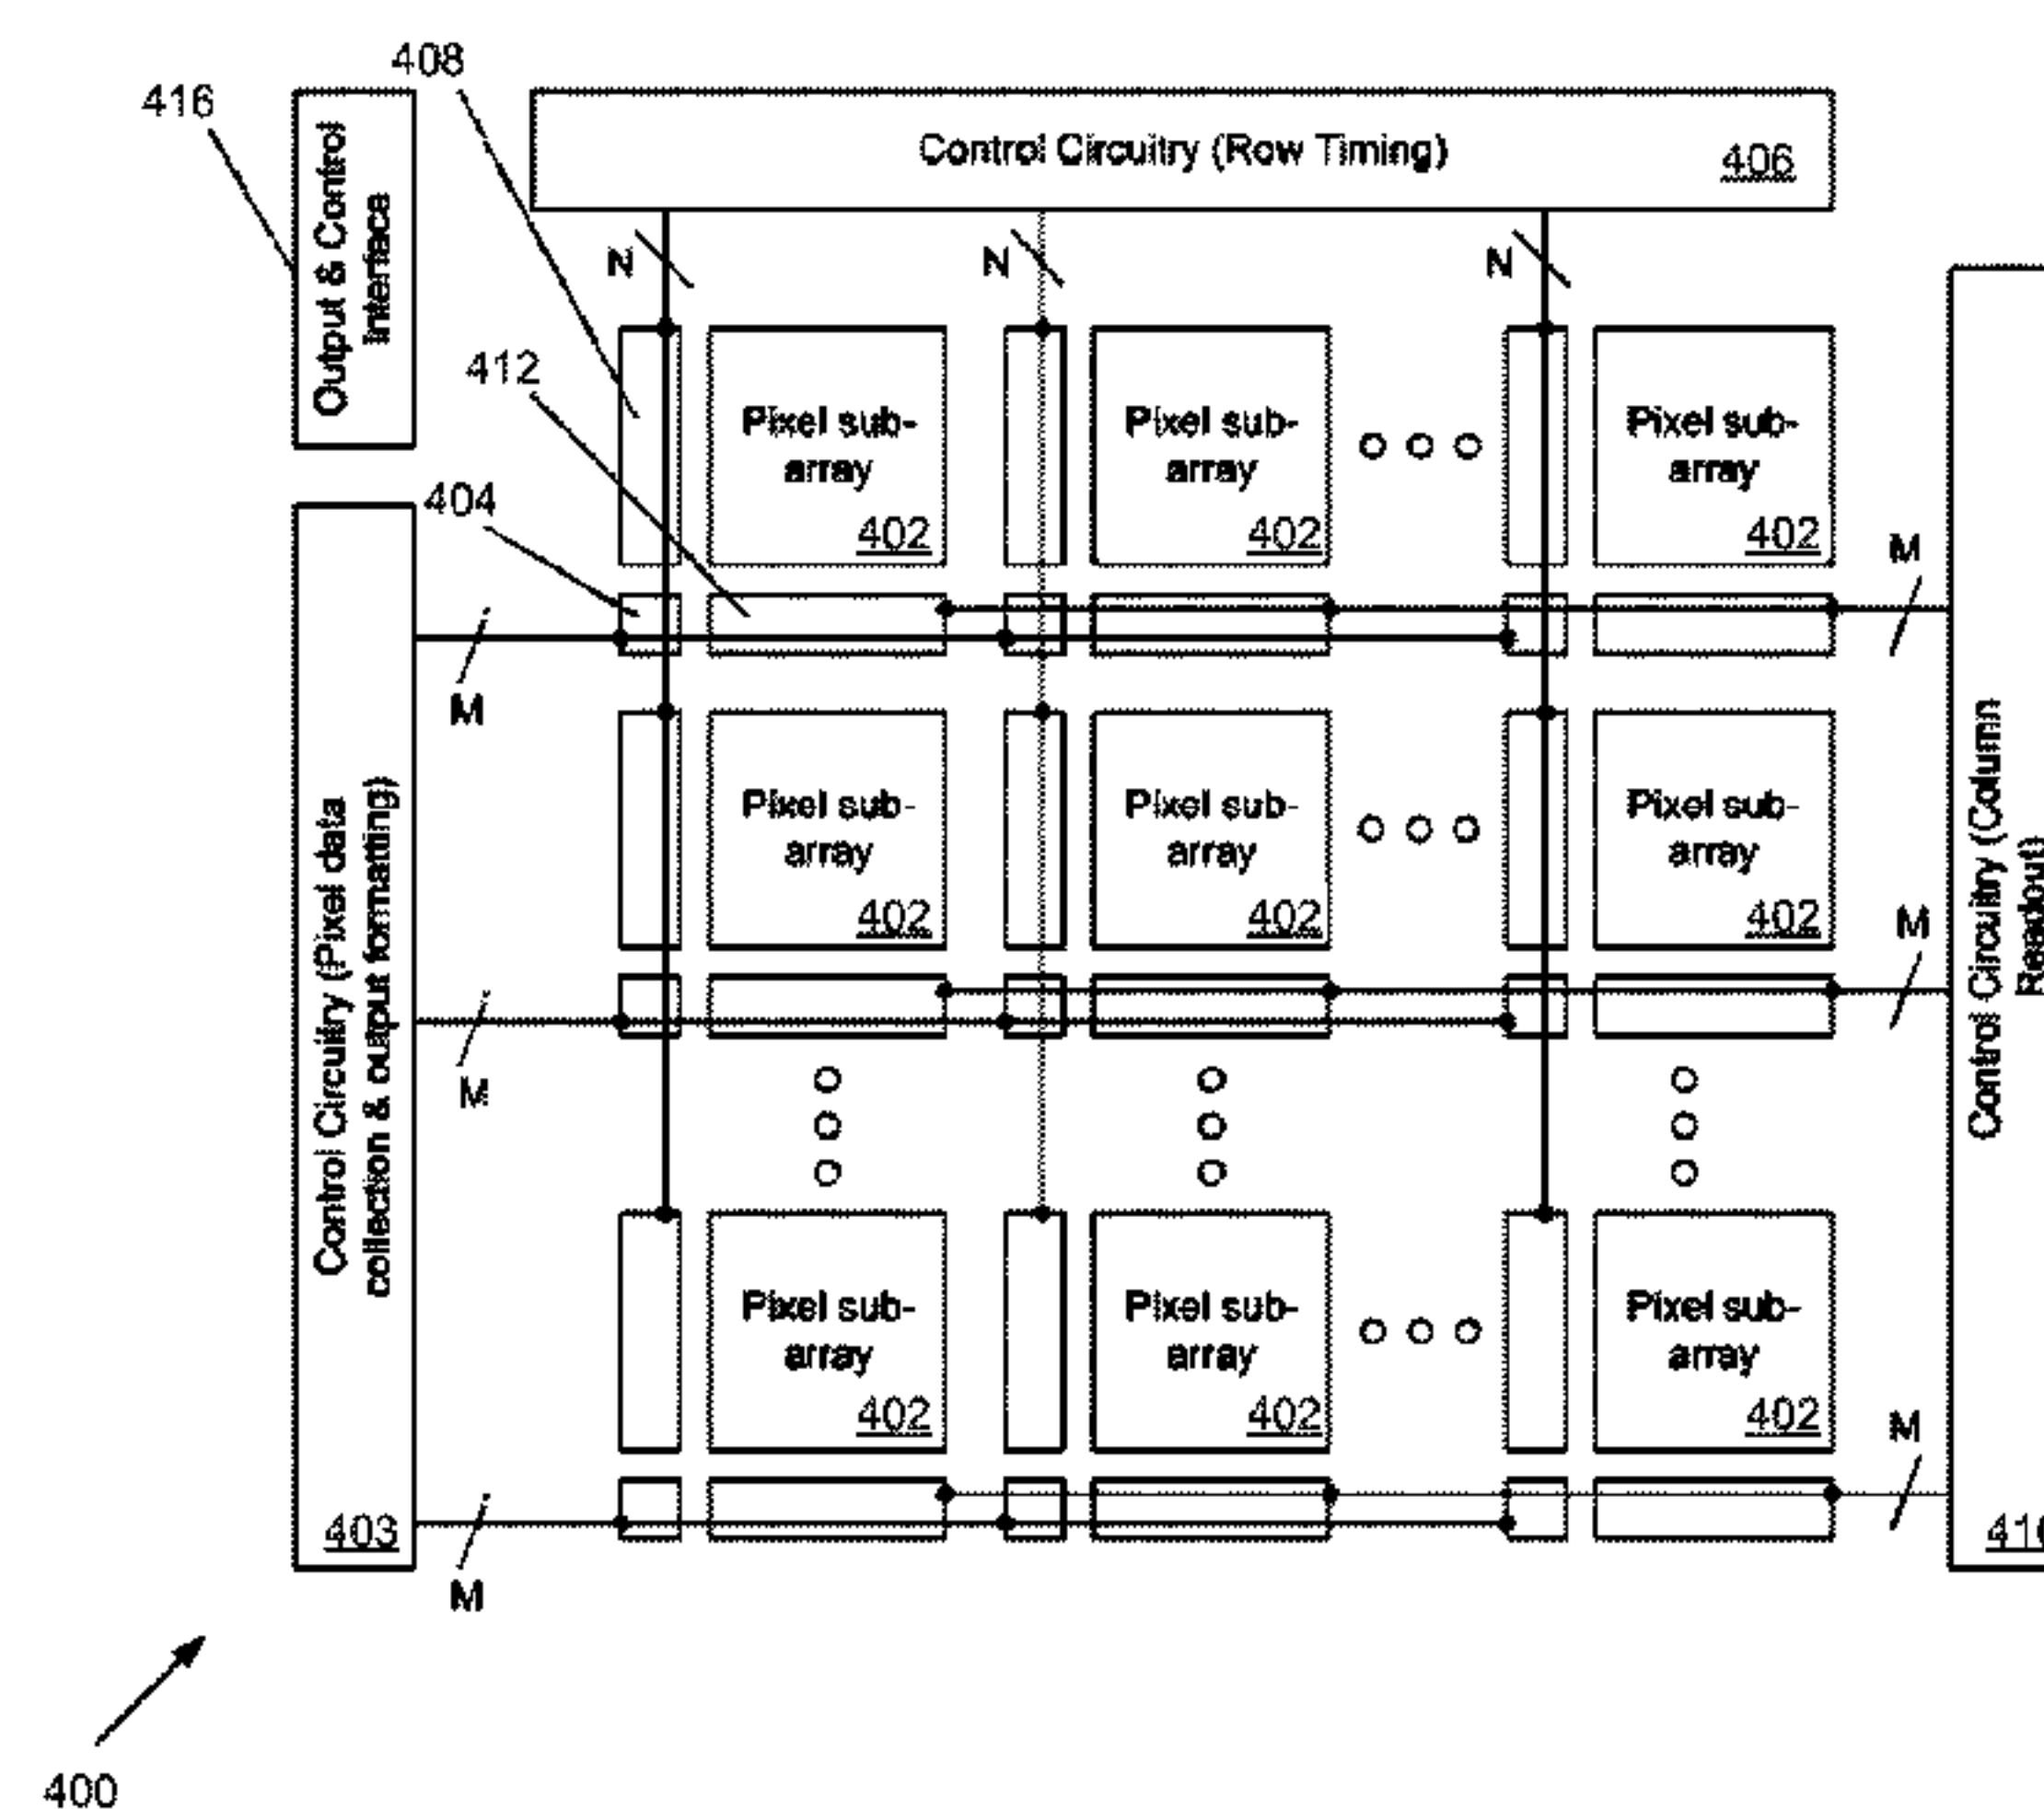 408
416
Output & Control
Interface
Control Circuitry (Row Timing)
406
N
N
N
412
Pixel sub-
array
402
Pixel sub-
array
402
Pixel sub-
array
402
404
M
M
Pixel sub-
array
402
Pixel sub-
array
402
Pixel sub-
array
402
M
M
Pixel sub-
array
402
Pixel sub-
array
402
Pixel sub-
array
402
M
M
Control Circuitry (Pixel data
collection & output formatting)
403
Control Circuitry (Column
Readout)
400